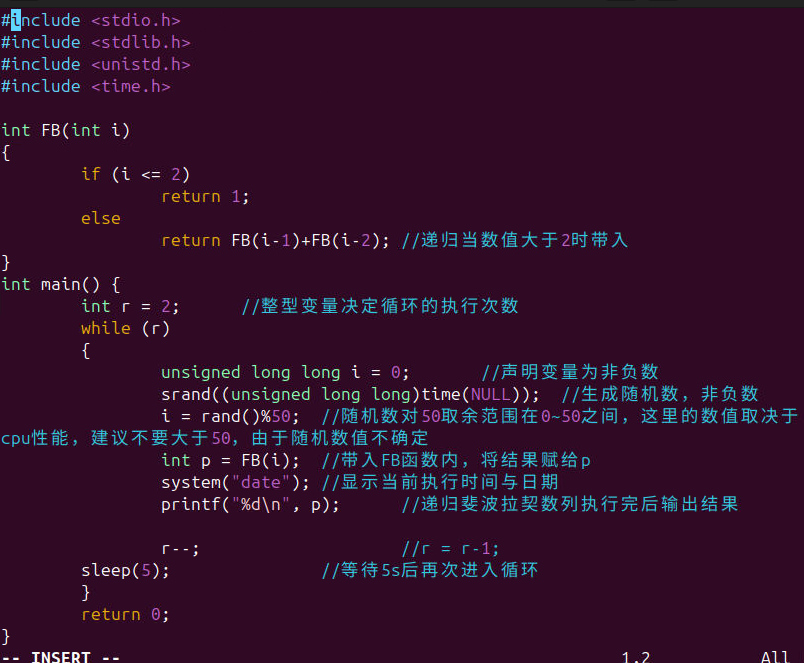 #include <stdio.h>
#include <stdlib.h>
#include <unistd.h>
#include <time.h>

int FB(int i)
{
        if (i <= 2)
                return 1;
        else
                return FB(i-1)+FB(i-2); //递归当数值大于2时带入
}
int main() {
        int r = 2;      //整型变量决定循环的执行次数
        while (r)
        {
                unsigned long long i = 0;       //声明变量为非负数
                srand((unsigned long long)time(NULL));  //生成随机数，非负数
                i = rand()%50;  //随机数对50取余范围在0~50之间，这里的数值取决于
cpu性能，建议不要大于50，由于随机数值不确定
                int p = FB(i);  //带入FB函数内，将结果赋给p
                system("date"); //显示当前执行时间与日期
                printf("%d\n", p);      //递归斐波拉契数列执行完后输出结果

                r--;                    //r = r-1;
        sleep(5);               //等待5s后再次进入循环
        }
        return 0;
}
-- INSERT --                                                  1,2           All